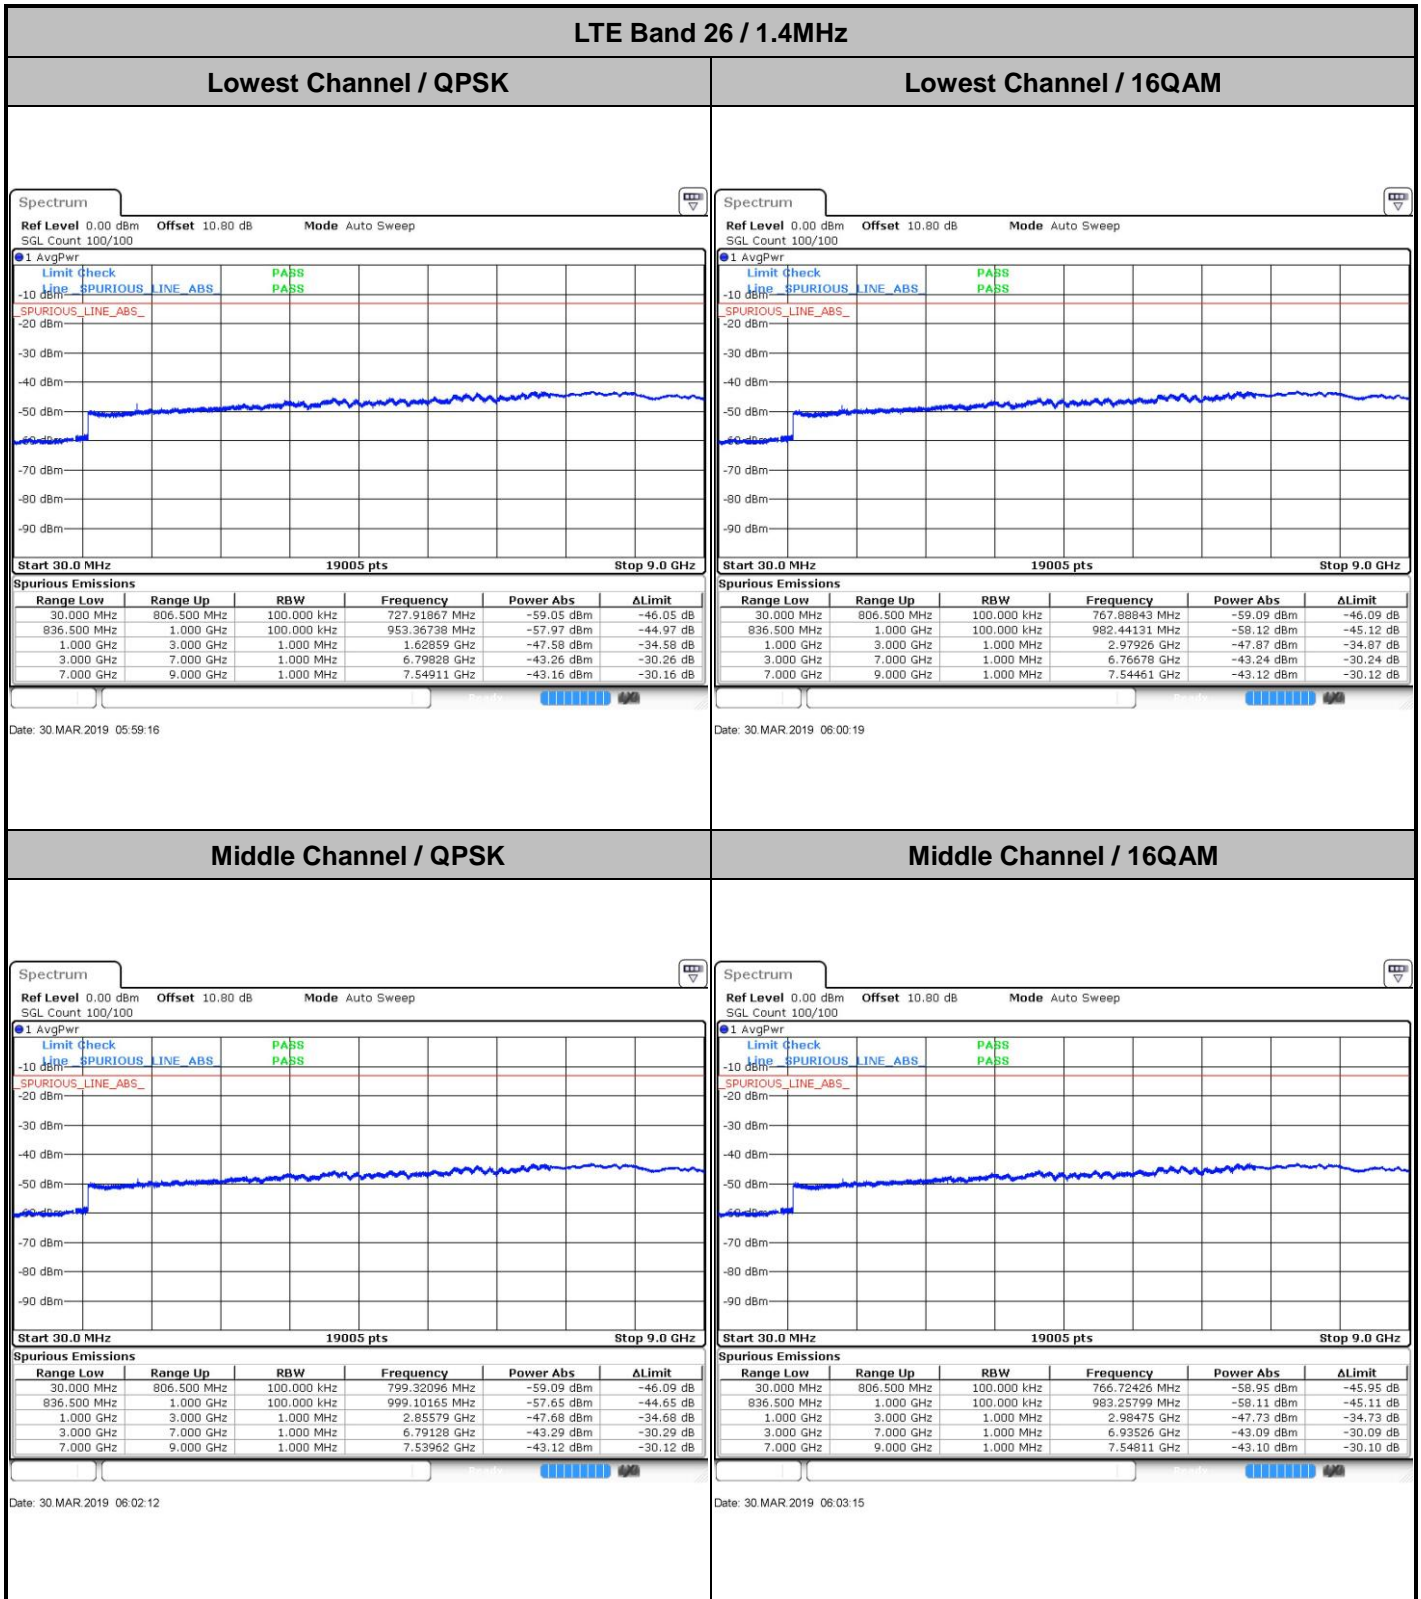 LTE Band 26 / 1.4MHz
Lowest Channel / QPSK
Lowest Channel / 16QAM
Spectrum
Ref Level 0.00 dBm Offset 10.80 dB Mode Auto Sweep
SGL Count 100/100
1 AvgPwr
Limit Check PASS
Line _SPURIOUS_LINE_ABS_ PASS
-10 dBm
_SPURIOUS_LINE_ABS_
-20 dBm
-30 dBm
-40 dBm
-50 dBm
-60 dBm
-70 dBm
-80 dBm
-90 dBm
Start 30.0 MHz 19005 pts Stop 9.0 GHz
Spurious Emissions
Range Low Range Up RBW Frequency Power Abs ΔLimit
30.000 MHz 806.500 MHz 100.000 kHz 727.91867 MHz -59.05 dBm -46.05 dB
836.500 MHz 1.000 GHz 100.000 kHz 953.36738 MHz -57.97 dBm -44.97 dB
1.000 GHz 3.000 GHz 1.000 MHz 1.62859 GHz -47.58 dBm -34.58 dB
3.000 GHz 7.000 GHz 1.000 MHz 6.79828 GHz -43.26 dBm -30.26 dB
7.000 GHz 9.000 GHz 1.000 MHz 7.54911 GHz -43.16 dBm -30.16 dB
Date: 30.MAR.2019 05:59:16
Spectrum
Ref Level 0.00 dBm Offset 10.80 dB Mode Auto Sweep
SGL Count 100/100
1 AvgPwr
Limit Check PASS
Line _SPURIOUS_LINE_ABS_ PASS
-10 dBm
_SPURIOUS_LINE_ABS_
-20 dBm
-30 dBm
-40 dBm
-50 dBm
-60 dBm
-70 dBm
-80 dBm
-90 dBm
Start 30.0 MHz 19005 pts Stop 9.0 GHz
Spurious Emissions
Range Low Range Up RBW Frequency Power Abs ΔLimit
30.000 MHz 806.500 MHz 100.000 kHz 767.88843 MHz -59.09 dBm -46.09 dB
836.500 MHz 1.000 GHz 100.000 kHz 982.44131 MHz -58.12 dBm -45.12 dB
1.000 GHz 3.000 GHz 1.000 MHz 2.97926 GHz -47.87 dBm -34.87 dB
3.000 GHz 7.000 GHz 1.000 MHz 6.76678 GHz -43.24 dBm -30.24 dB
7.000 GHz 9.000 GHz 1.000 MHz 7.54461 GHz -43.12 dBm -30.12 dB
Date: 30.MAR.2019 06:00:19
Middle Channel / QPSK
Middle Channel / 16QAM
Spectrum
Ref Level 0.00 dBm Offset 10.80 dB Mode Auto Sweep
SGL Count 100/100
1 AvgPwr
Limit Check PASS
Line _SPURIOUS_LINE_ABS_ PASS
-10 dBm
_SPURIOUS_LINE_ABS_
-20 dBm
-30 dBm
-40 dBm
-50 dBm
-60 dBm
-70 dBm
-80 dBm
-90 dBm
Start 30.0 MHz 19005 pts Stop 9.0 GHz
Spurious Emissions
Range Low Range Up RBW Frequency Power Abs ΔLimit
30.000 MHz 806.500 MHz 100.000 kHz 799.32096 MHz -59.09 dBm -46.09 dB
836.500 MHz 1.000 GHz 100.000 kHz 999.10165 MHz -57.65 dBm -44.65 dB
1.000 GHz 3.000 GHz 1.000 MHz 2.85579 GHz -47.68 dBm -34.68 dB
3.000 GHz 7.000 GHz 1.000 MHz 6.79128 GHz -43.29 dBm -30.29 dB
7.000 GHz 9.000 GHz 1.000 MHz 7.53962 GHz -43.12 dBm -30.12 dB
Date: 30.MAR.2019 06:02:12
Spectrum
Ref Level 0.00 dBm Offset 10.80 dB Mode Auto Sweep
SGL Count 100/100
1 AvgPwr
Limit Check PASS
Line _SPURIOUS_LINE_ABS_ PASS
-10 dBm
_SPURIOUS_LINE_ABS_
-20 dBm
-30 dBm
-40 dBm
-50 dBm
-60 dBm
-70 dBm
-80 dBm
-90 dBm
Start 30.0 MHz 19005 pts Stop 9.0 GHz
Spurious Emissions
Range Low Range Up RBW Frequency Power Abs ΔLimit
30.000 MHz 806.500 MHz 100.000 kHz 766.72426 MHz -58.95 dBm -45.95 dB
836.500 MHz 1.000 GHz 100.000 kHz 983.25799 MHz -58.11 dBm -45.11 dB
1.000 GHz 3.000 GHz 1.000 MHz 2.98475 GHz -47.73 dBm -34.73 dB
3.000 GHz 7.000 GHz 1.000 MHz 6.93526 GHz -43.09 dBm -30.09 dB
7.000 GHz 9.000 GHz 1.000 MHz 7.54811 GHz -43.10 dBm -30.10 dB
Date: 30.MAR.2019 06:03:15